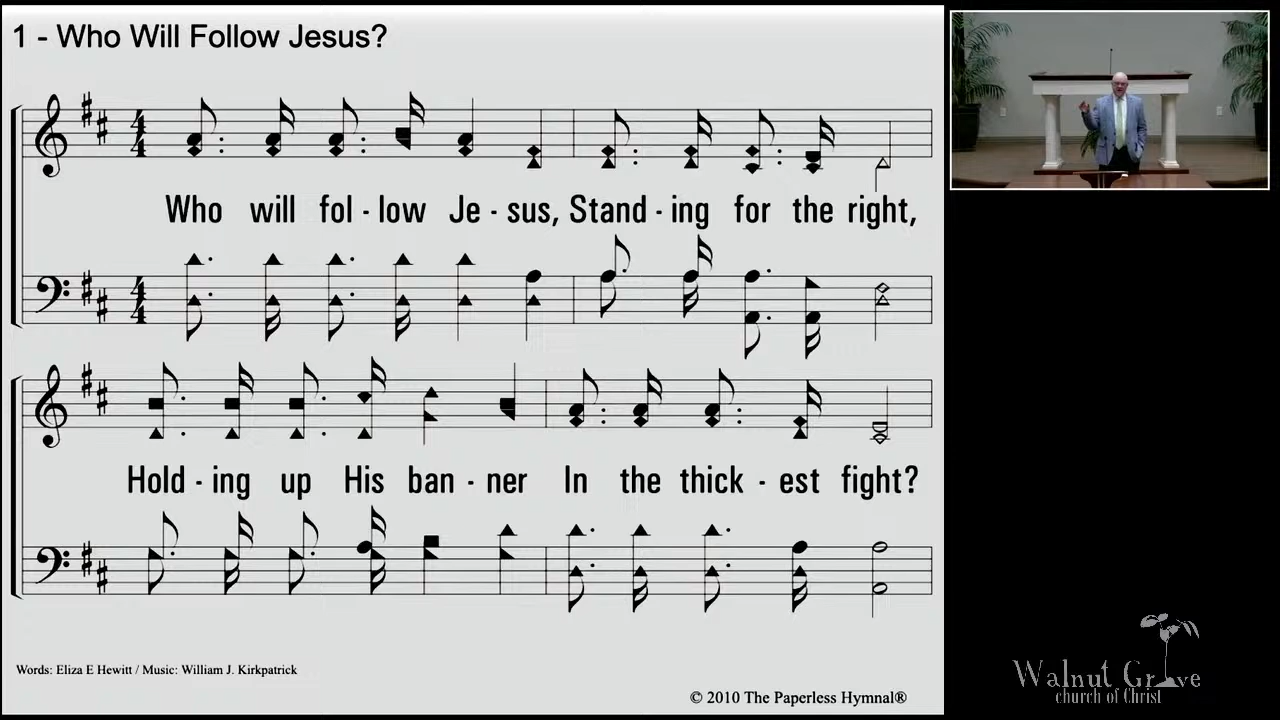 1 - Who Will Follow Jesus?
Who will fol - low Je - sus, Stand - ing for the right,
Hold - ing up His ban - ner In the thick - est fight?
Words: Eliza E Hewitt / Music: William J. Kirkpatrick
© 2010 The Paperless Hymnal®
Walnut Grove
church of Christ